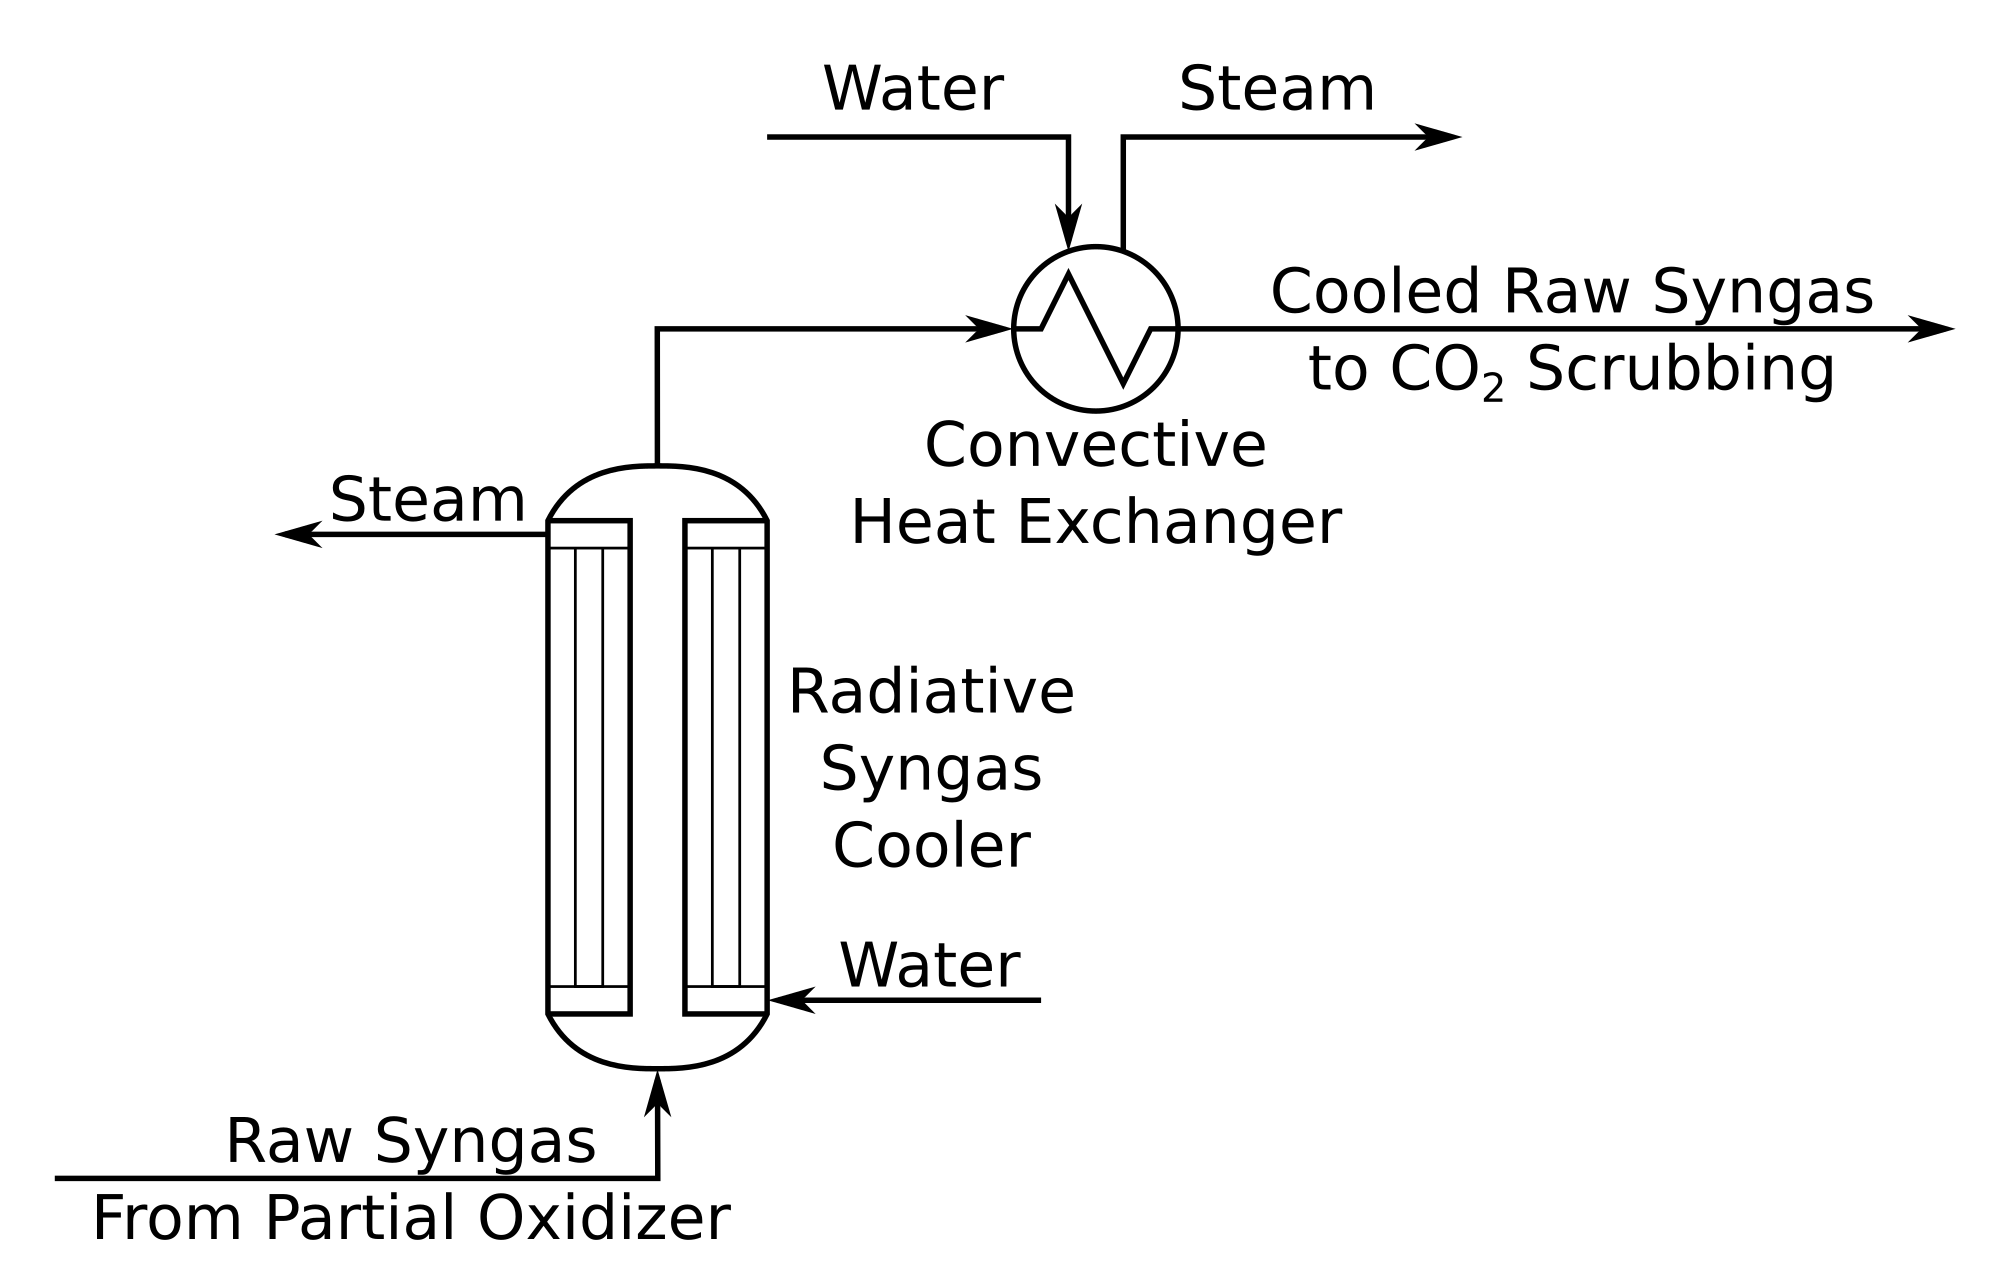 Water
Steam
Cooled Raw Syngas
to CO₂ Scrubbing
Convective
Heat Exchanger
Steam
Radiative
Syngas
Cooler
Water
Raw Syngas
From Partial Oxidizer